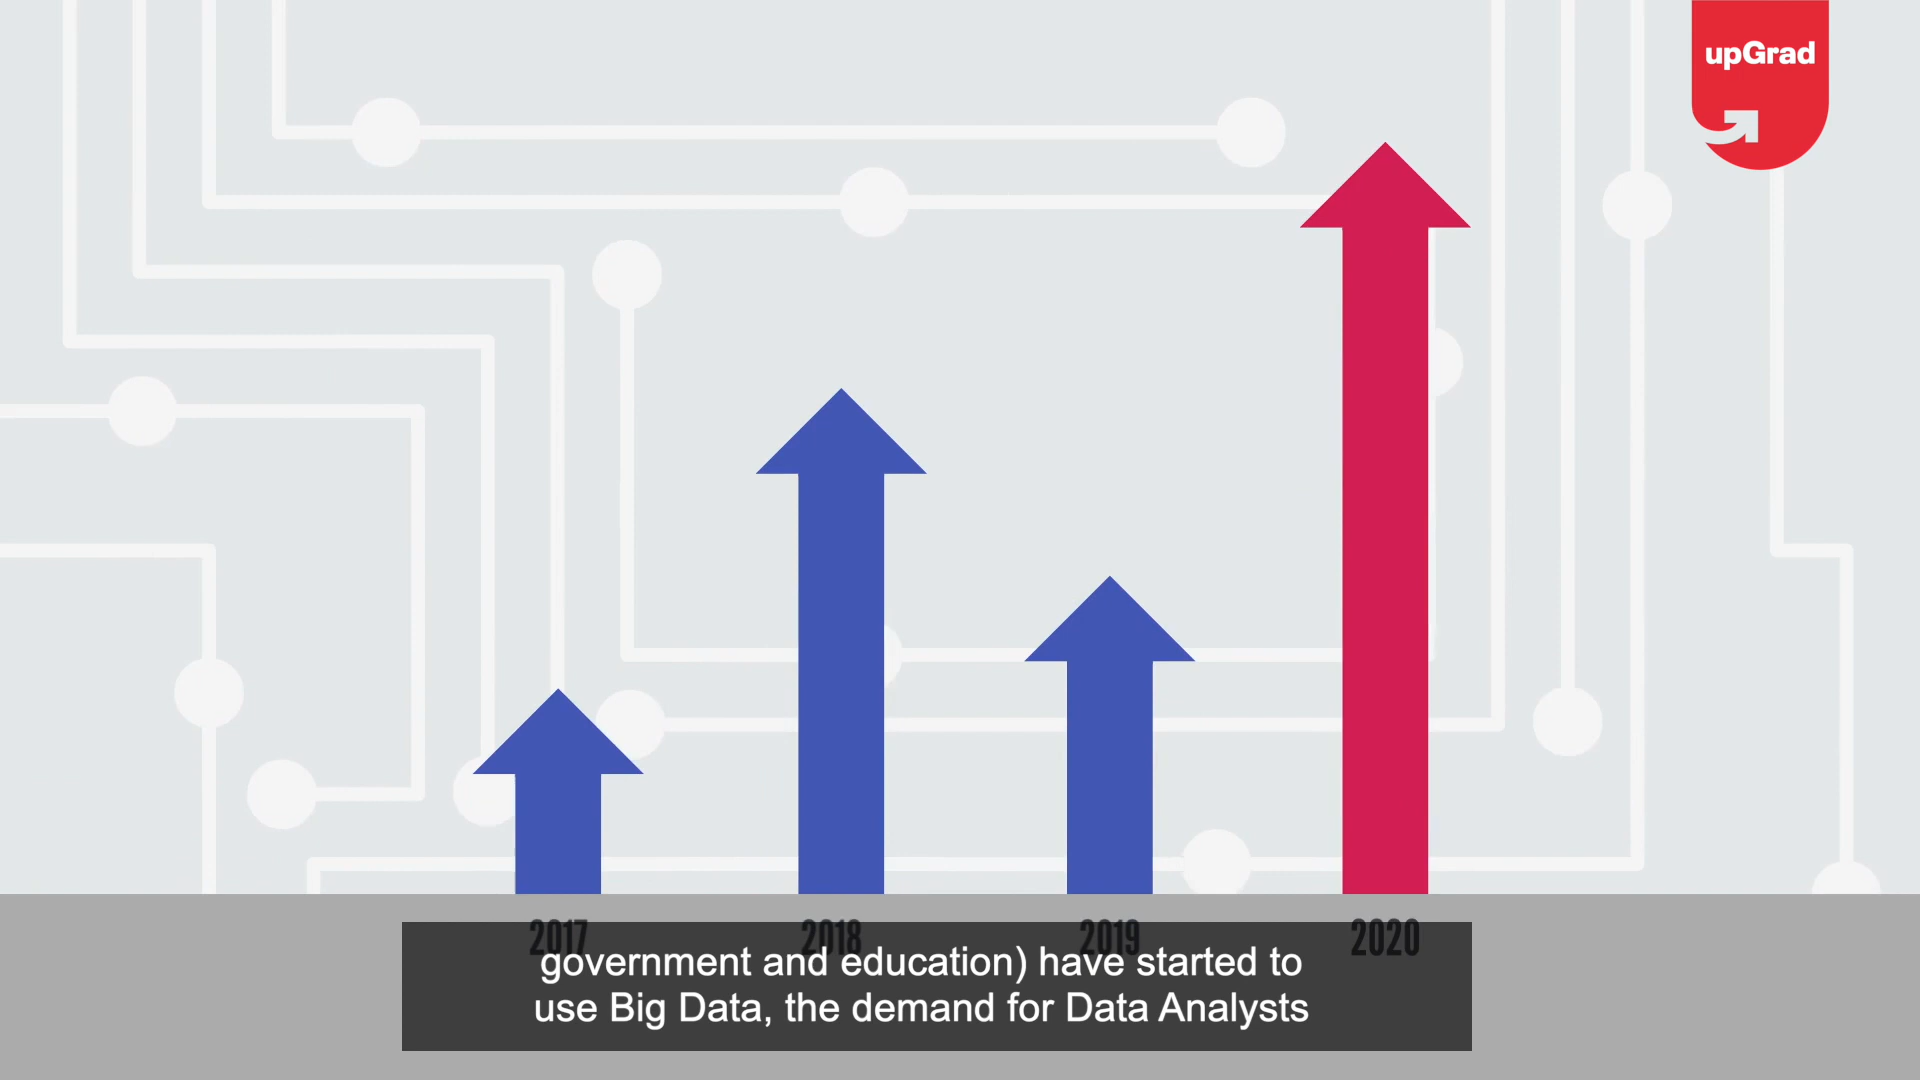 upGrad
2017 2018 2019 2020
government and education) have started to
use Big Data, the demand for Data Analysts